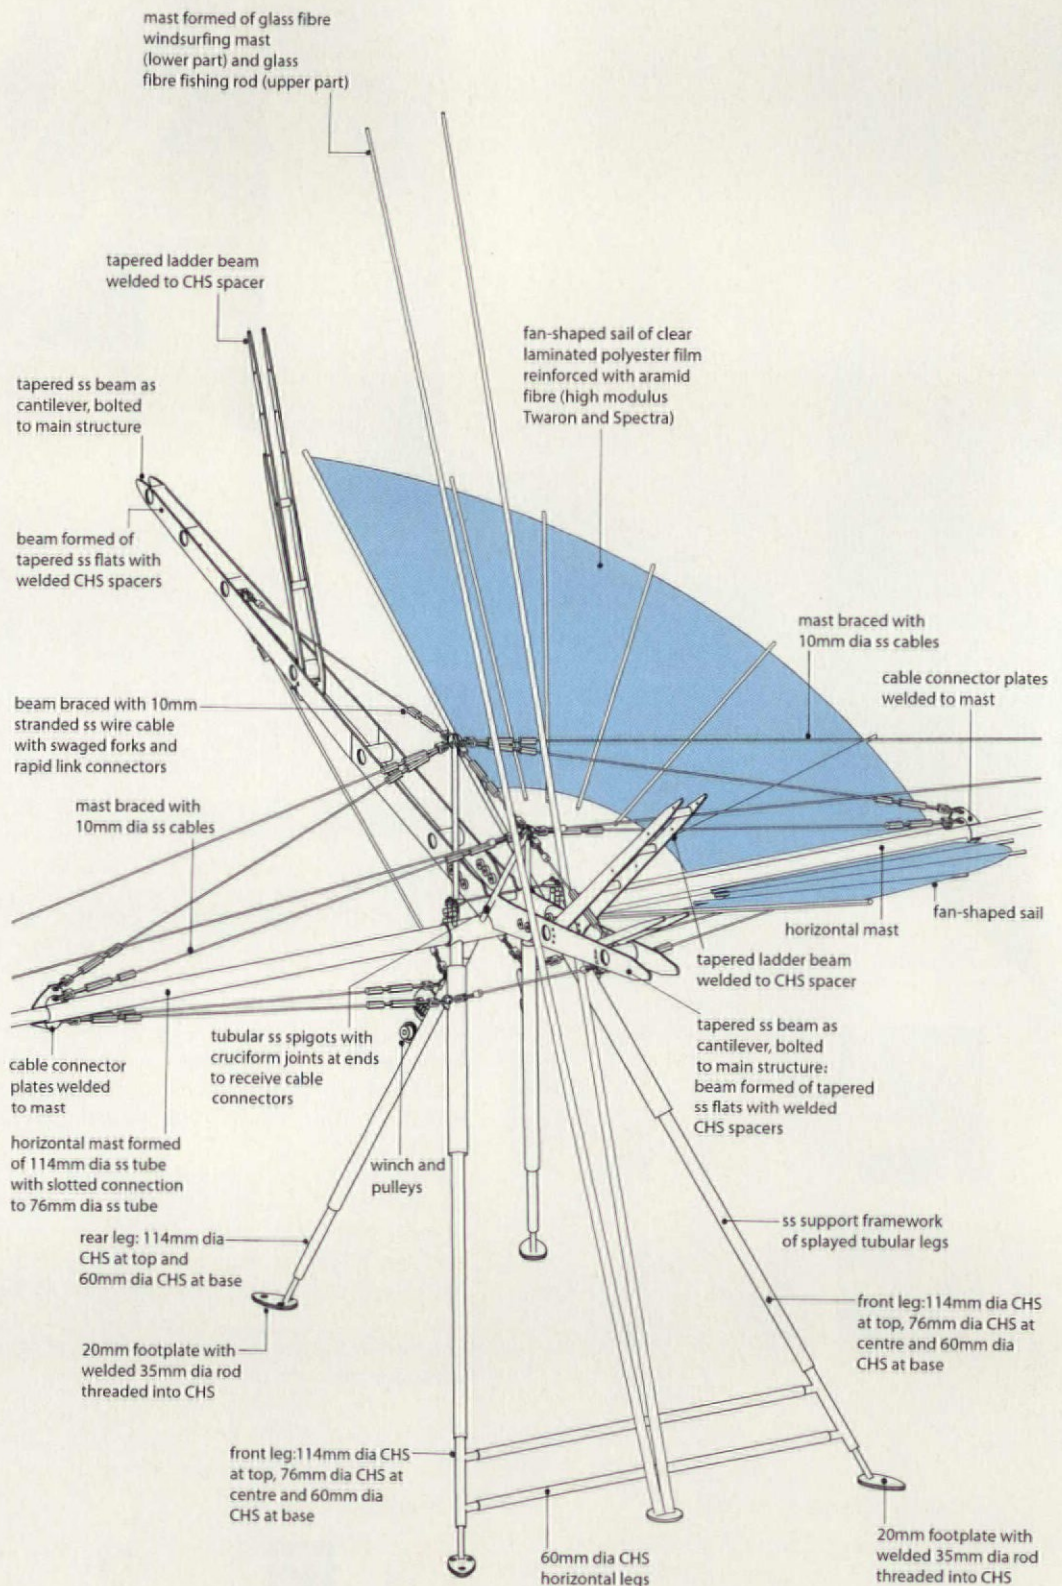 mast formed of glass fibre
windsurfing mast
(lower part) and glass
fibre fishing rod (upper part)
tapered ladder beam
welded to CHS spacer
fan-shaped sail of clear
laminated polyester film
reinforced with aramid
fibre (high modulus
Twaron and Spectra)
tapered ss beam as
cantilever, bolted
to main structure
beam formed of
tapered ss flats with
welded CHS spacers
mast braced with
10mm dia ss cables
cable connector plates
welded to mast
beam braced with 10mm
stranded ss wire cable
with swaged forks and
rapid link connectors
mast braced with
10mm dia ss cables
fan-shaped sail
horizontal mast
tapered ladder beam
welded to CHS spacer
tapered ss beam as
cantilever, bolted
to main structure:
beam formed of tapered
ss flats with welded
CHS spacers
tubular ss spigots with
cruciform joints at ends
to receive cable
connectors
cable connector
plates welded
to mast
horizontal mast formed
of 114mm dia ss tube
with slotted connection
to 76mm dia ss tube
winch and
pulleys
rear leg: 114mm dia
CHS at top and
60mm dia CHS at base
ss support framework
of splayed tubular legs
front leg:114mm dia CHS
at top, 76mm dia CHS at
centre and 60mm dia
CHS at base
20mm footplate with
welded 35mm dia rod
threaded into CHS
front leg:114mm dia CHS
at top, 76mm dia CHS at
centre and 60mm dia
CHS at base
60mm dia CHS
horizontal legs
20mm footplate with
welded 35mm dia rod
threaded into CHS